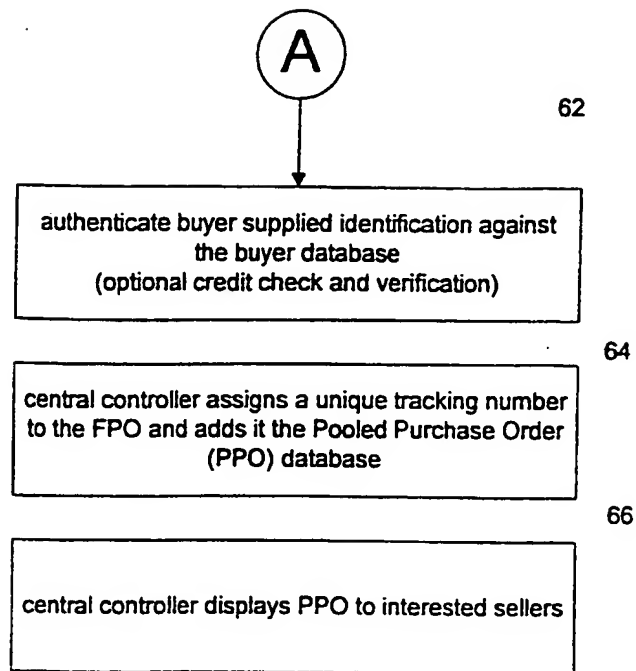 A
62
authenticate buyer supplied identification against
the buyer database
(optional credit check and verification)
64
central controller assigns a unique tracking number
to the FPO and adds it the Pooled Purchase Order
(PPO) database
66
central controller displays PPO to interested sellers